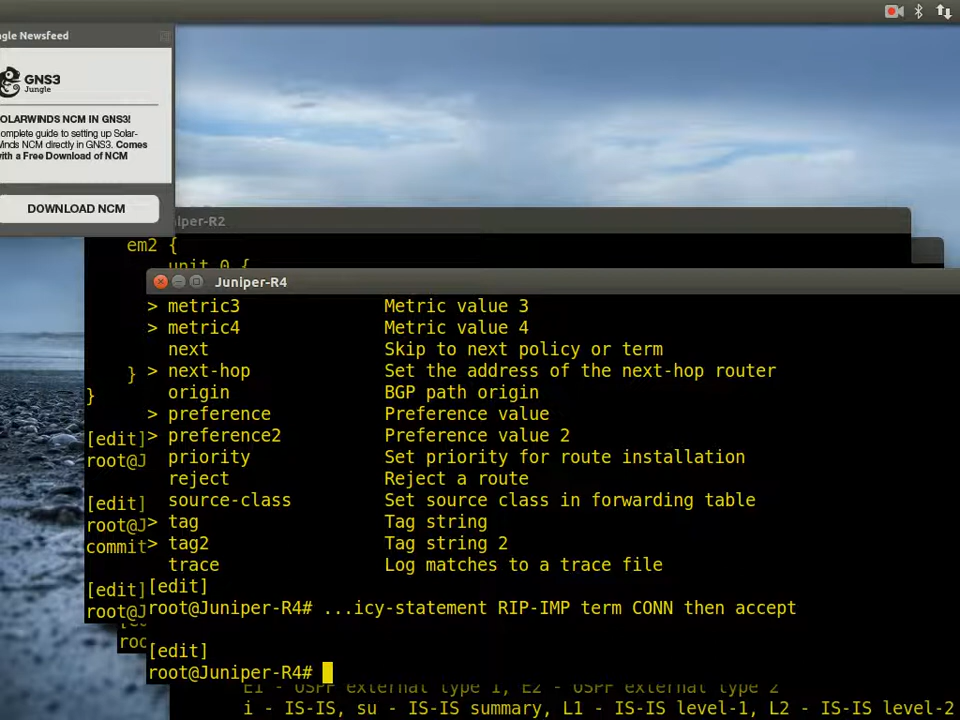 ngle Newsfeed
GNS3
Jungle
OLARWINDS NCM IN GNS3!
omplete guide to setting up Solar-
Winds NCM directly in GNS3. Comes
with a Free Download of NCM
DOWNLOAD NCM
niper-R2
em2 {
unit 0 {
}
}
[edit]
root@J
[edit]
root@J
commit
[edit]
root@J
roo
Juniper-R4
> metric3 Metric value 3
> metric4 Metric value 4
next Skip to next policy or term
> next-hop Set the address of the next-hop router
origin BGP path origin
> preference Preference value
> preference2 Preference value 2
priority Set priority for route installation
reject Reject a route
source-class Set source class in forwarding table
> tag Tag string
> tag2 Tag string 2
trace Log matches to a trace file
[edit]
root@Juniper-R4# ...icy-statement RIP-IMP term CONN then accept
[edit]
root@Juniper-R4#
E1 - OSPF external type 1, E2 - OSPF external type 2
i - IS-IS, su - IS-IS summary, L1 - IS-IS level-1, L2 - IS-IS level-2